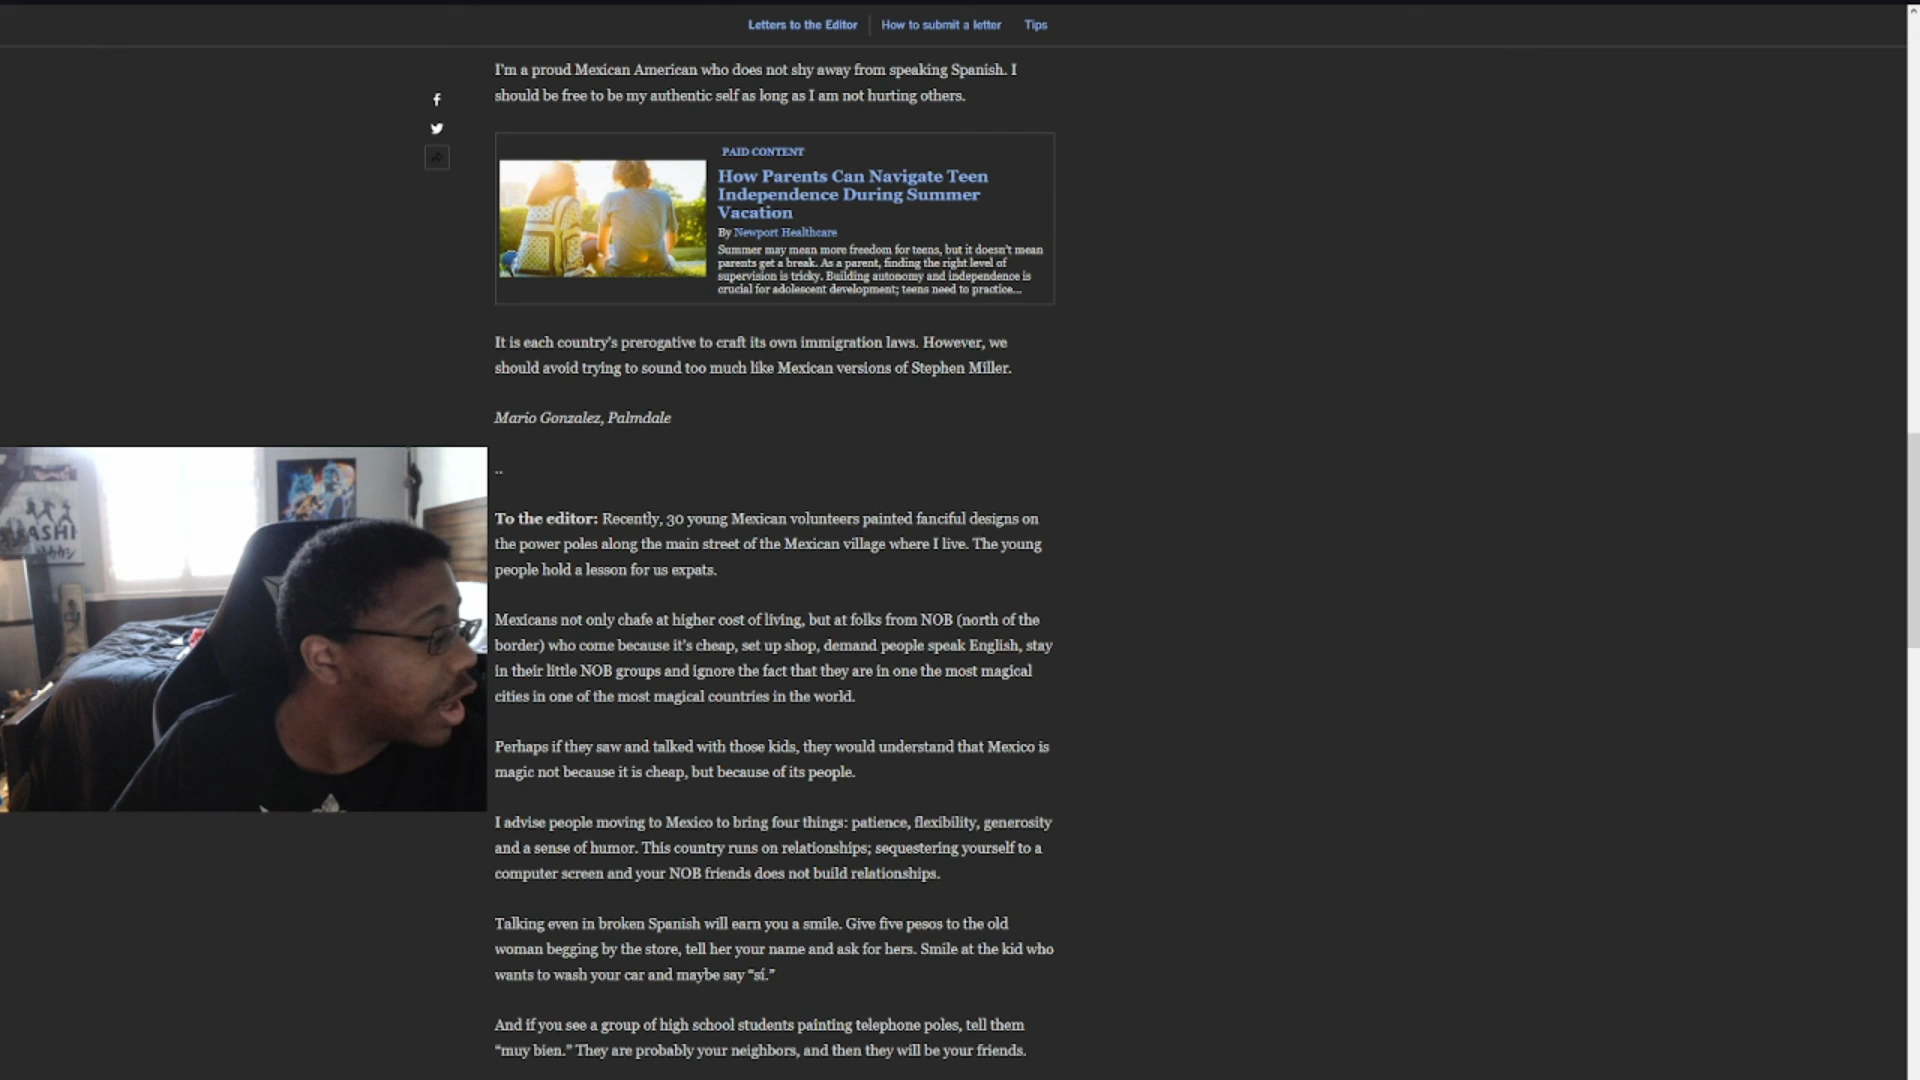 Letters to the Editor
How to submit a letter
Tips
I'm a proud Mexican American who does not shy away from speaking Spanish. I
should be free to be my authentic self as long as I am not hurting others.
PAID CONTENT
How Parents Can Navigate Teen
Independence During Summer
Vacation
By Newport Healthcare
Summer may mean more freedom for teens, but it doesn't mean
parents get a break. As a parent, finding the right level of
supervision is tricky. Building autonomy and independence is
crucial for adolescent development; teens need to practice...
It is each country's prerogative to craft its own immigration laws. However, we
should avoid trying to sound too much like Mexican versions of Stephen Miller.
Mario Gonzalez, Palmdale
..
To the editor: Recently, 30 young Mexican volunteers painted fanciful designs on
the power poles along the main street of the Mexican village where I live. The young
people hold a lesson for us expats.
Mexicans not only chafe at higher cost of living, but at folks from NOB (north of the
border) who come because it's cheap, set up shop, demand people speak English, stay
in their little NOB groups and ignore the fact that they are in one the most magical
cities in one of the most magical countries in the world.
Perhaps if they saw and talked with those kids, they would understand that Mexico is
magic not because it is cheap, but because of its people.
I advise people moving to Mexico to bring four things: patience, flexibility, generosity
and a sense of humor. This country runs on relationships; sequestering yourself to a
computer screen and your NOB friends does not build relationships.
Talking even in broken Spanish will earn you a smile. Give five pesos to the old
woman begging by the store, tell her your name and ask for hers. Smile at the kid who
wants to wash your car and maybe say “sí.”
And if you see a group of high school students painting telephone poles, tell them
“muy bien.” They are probably your neighbors, and then they will be your friends.